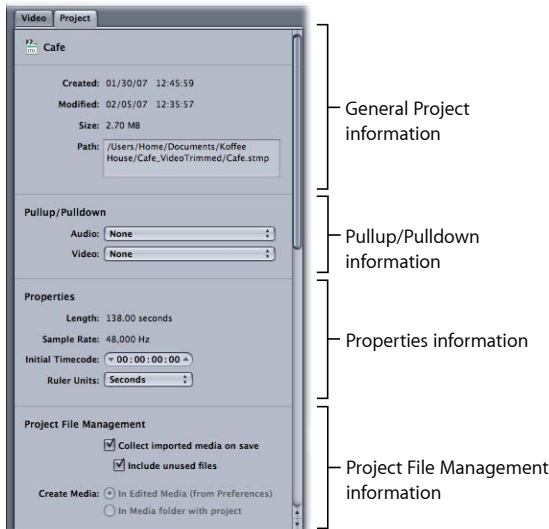 Video Project
Cafe
Created: 01/30/07 12:45:59
Modified: 02/05/07 12:35:57
Size: 2.70 MB
Path: /Users/Home/Documents/Koffee
House/Cafe_VideoTrimmed/Cafe.stmp
General Project
information
Pullup/Pulldown
Audio: None
Video: None
Pullup/Pulldown
information
Properties
Length: 138.00 seconds
Sample Rate: 48,000 Hz
Initial Timecode: 00:00:00:00
Ruler Units: Seconds
Properties information
Project File Management
Collect imported media on save
Include unused files
Create Media: In Edited Media (from Preferences)
In Media folder with project
Project File Management
information